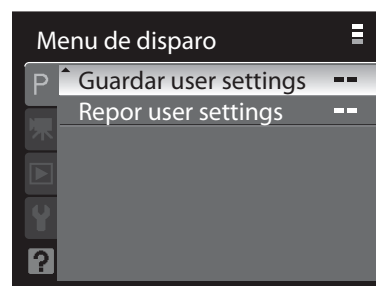 Menu de disparo
P
Guardar user settings --
Repor user settings --
?